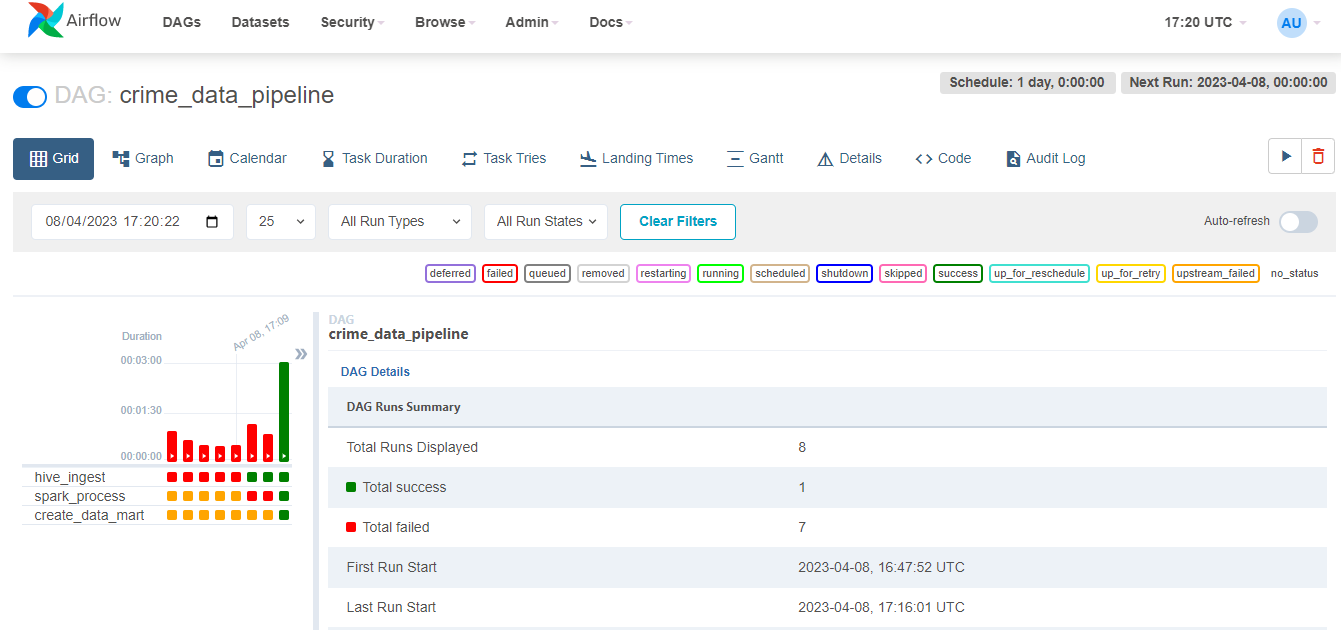 Airflow DAGs Datasets Security Browse Admin Docs 17:20 UTC AU
DAG: crime_data_pipeline Schedule: 1 day, 0:00:00 Next Run: 2023-04-08, 00:00:00
Grid Graph Calendar Task Duration Task Tries Landing Times Gantt Details Code Audit Log
08/04/2023 17:20:22 25 All Run Types All Run States Clear Filters Auto-refresh
deferred failed queued removed restarting running scheduled shutdown skipped success up_for_reschedule up_for_retry upstream_failed no_status
Duration
Apr 08, 17:09
00:03:00
00:01:30
00:00:00
hive_ingest
spark_process
create_data_mart
DAG
crime_data_pipeline
DAG Details
DAG Runs Summary
Total Runs Displayed 8
Total success 1
Total failed 7
First Run Start 2023-04-08, 16:47:52 UTC
Last Run Start 2023-04-08, 17:16:01 UTC